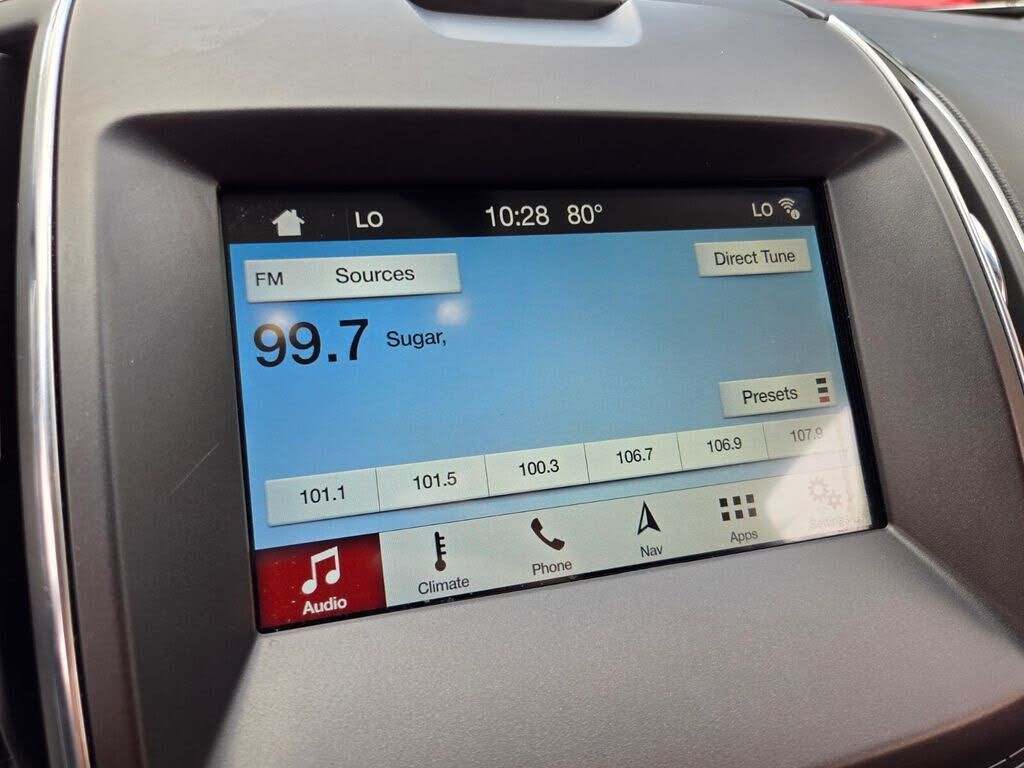 LO 10:28 80° LO
FM Sources
Direct Tune
99.7 Sugar,
Presets
101.1 101.5 100.3 106.7 106.9 107.9
Audio Climate Phone Nav Apps Settings